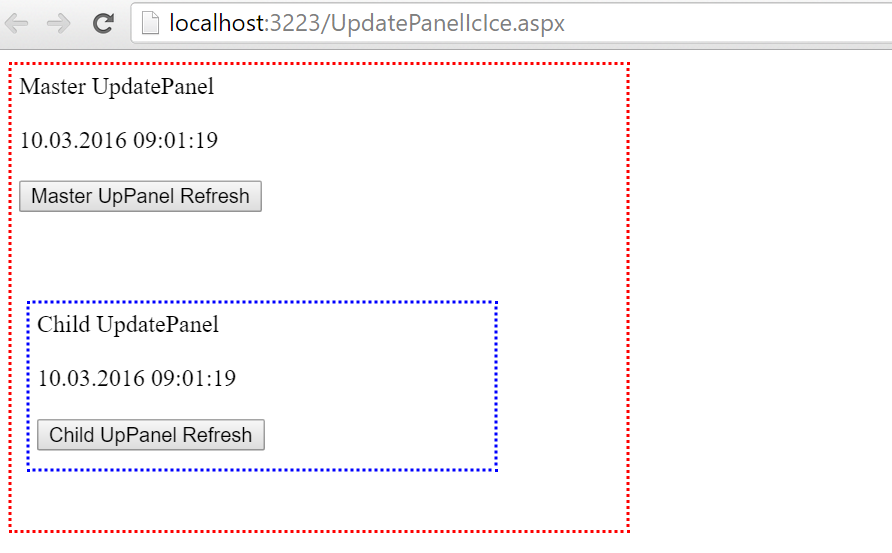 localhost:3223/UpdatePanelIcIce.aspx
Master UpdatePanel
10.03.2016 09:01:19
Master UpPanel Refresh
Child UpdatePanel
10.03.2016 09:01:19
Child UpPanel Refresh